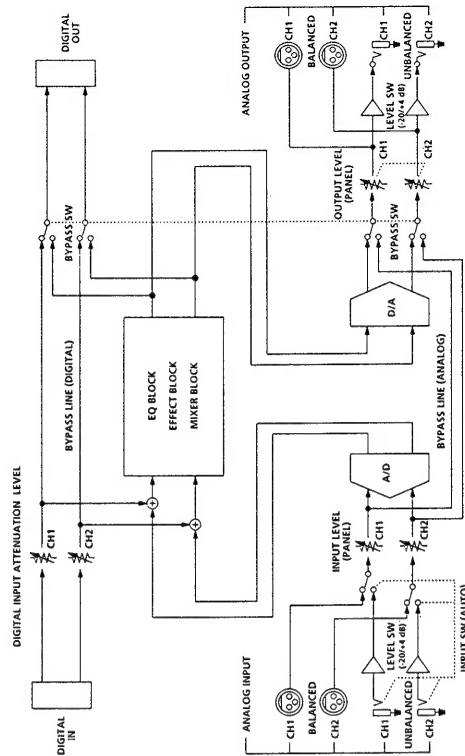 DIGITAL INPUT ATTENUATION LEVEL
DIGITAL
IN
CH1
CH2
BYPASS LINE (DIGITAL)
BYPASS SW
DIGITAL
OUT
EQ BLOCK
EFFECT BLOCK
MIXER BLOCK
ANALOG INPUT
CH1
BALANCED
CH2
CH1
UNBALANCED
CH2
LEVEL SW
(-20/+4 dB)
INPUT SW (AUTO)
INPUT LEVEL
(PANEL)
CH1
CH2
A/D
BYPASS LINE (ANALOG)
D/A
BYPASS SW
OUTPUT LEVEL
(PANEL)
CH1
CH2
LEVEL SW
(-20/+4 dB)
ANALOG OUTPUT
CH1
BALANCED
CH2
CH1
UNBALANCED
CH2